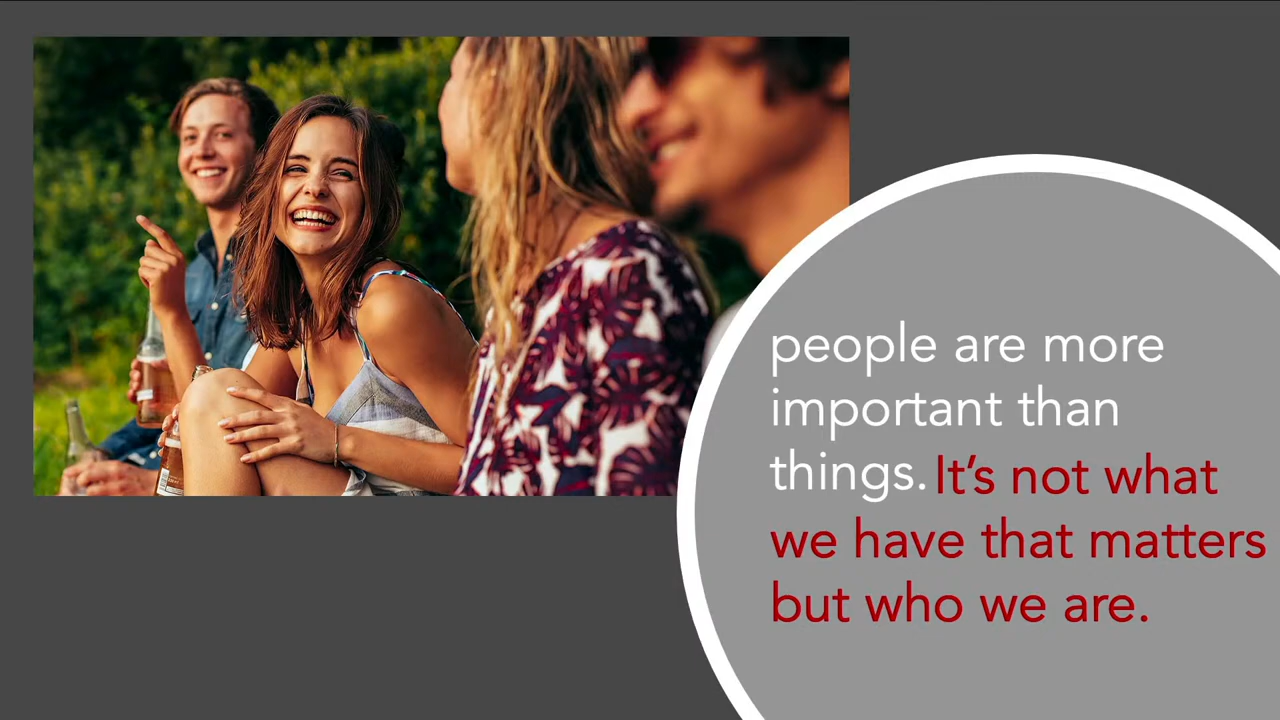 people are more
important than
things. It's not what
we have that matters
but who we are.